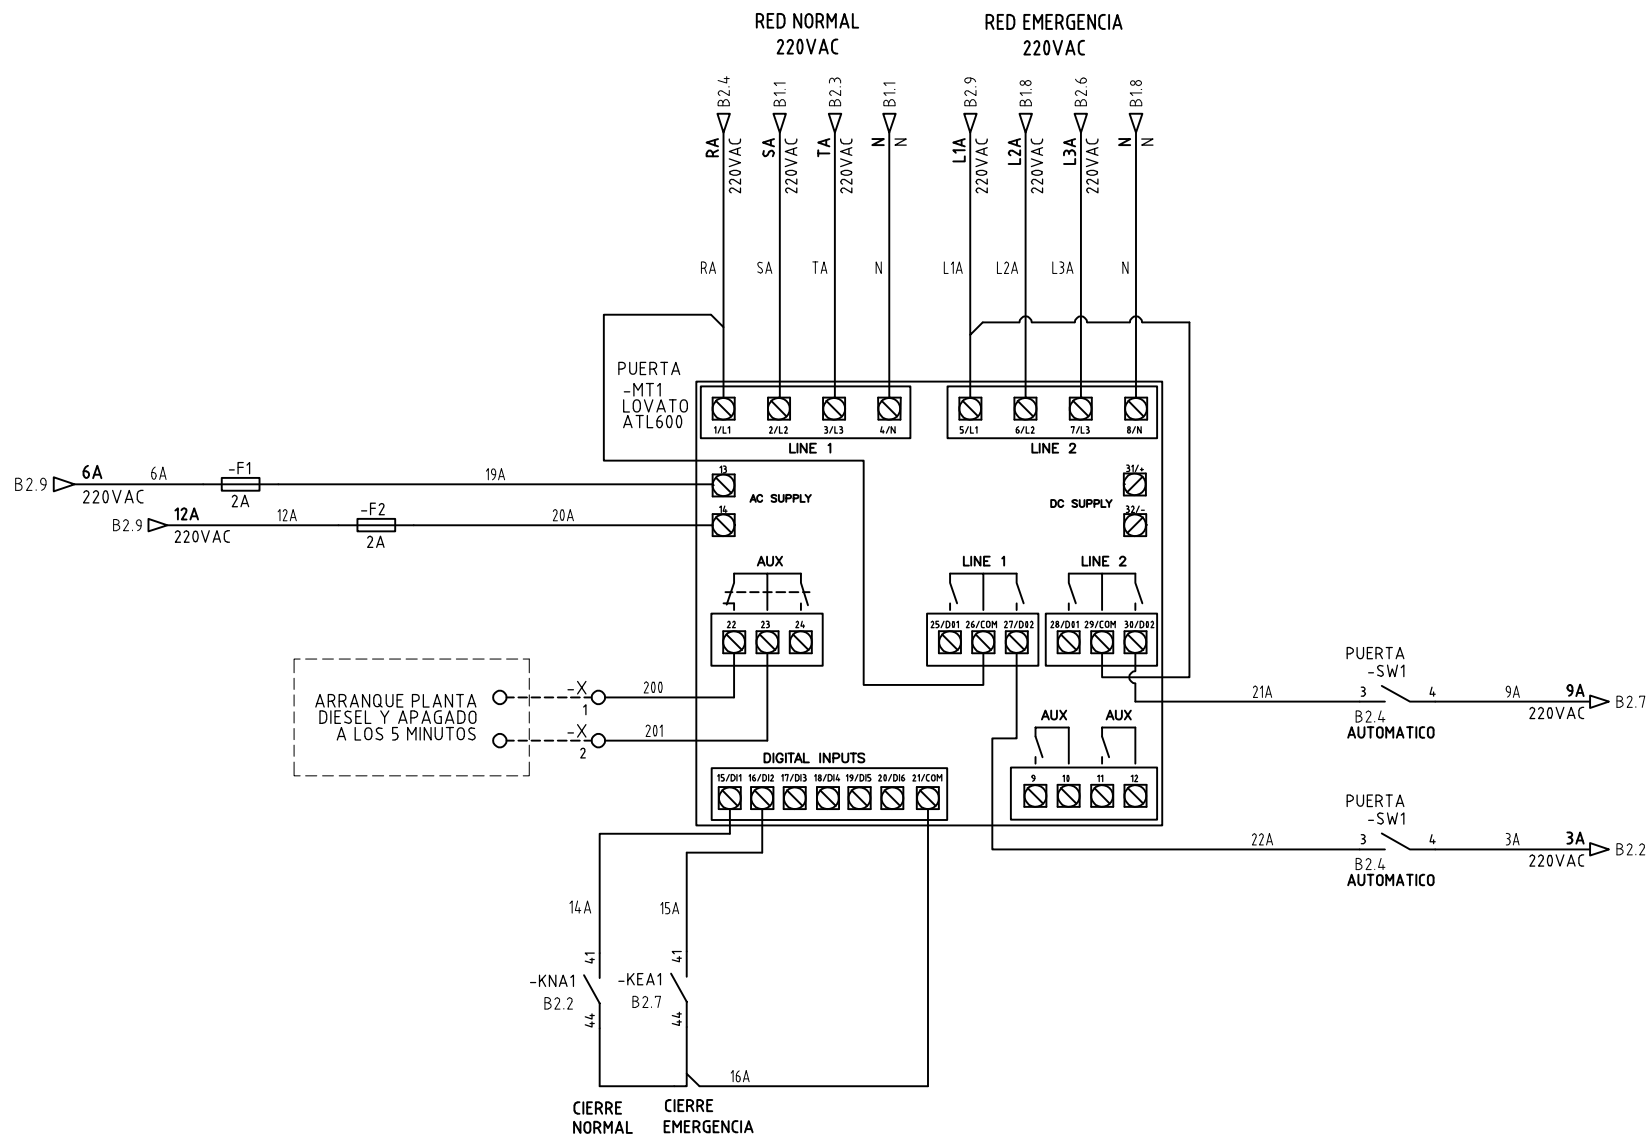 RED NORMAL
220VAC
RED EMERGENCIA
220VAC
B2.4
B1.1
B2.3
B1.1
B2.9
B1.8
B2.6
B1.8
RA
220VAC
SA
220VAC
TA
220VAC
N
N
L1A
220VAC
L2A
220VAC
L3A
220VAC
N
N
RA
SA
TA
N
L1A
L2A
L3A
N
PUERTA
-MT1
LOVATO
ATL600
1/L1
2/L2
3/L3
4/N
5/L1
6/L2
7/L3
8/N
LINE 1
LINE 2
B2.9
6A
220VAC
6A
-F1
2A
19A
13
AC SUPPLY
31/+
DC SUPPLY
B2.9
12A
220VAC
12A
-F2
2A
20A
14
32/-
AUX
LINE 1
LINE 2
22
23
24
25/D01
26/COM
27/D02
28/D01
29/COM
30/D02
ARRANQUE PLANTA
DIESEL Y APAGADO
A LOS 5 MINUTOS
-X
1
200
-X
2
201
PUERTA
-SW1
21A
3
4
9A
9A
220VAC
B2.7
B2.4
AUTOMATICO
AUX
AUX
9
10
11
12
DIGITAL INPUTS
15/DI1
16/DI2
17/DI3
18/DI4
19/DI5
20/DI6
21/COM
PUERTA
-SW1
22A
3
4
3A
3A
220VAC
B2.2
B2.4
AUTOMATICO
14A
15A
41
41
-KNA1
B2.2
-KEA1
B2.7
44
44
16A
CIERRE
NORMAL
CIERRE
EMERGENCIA